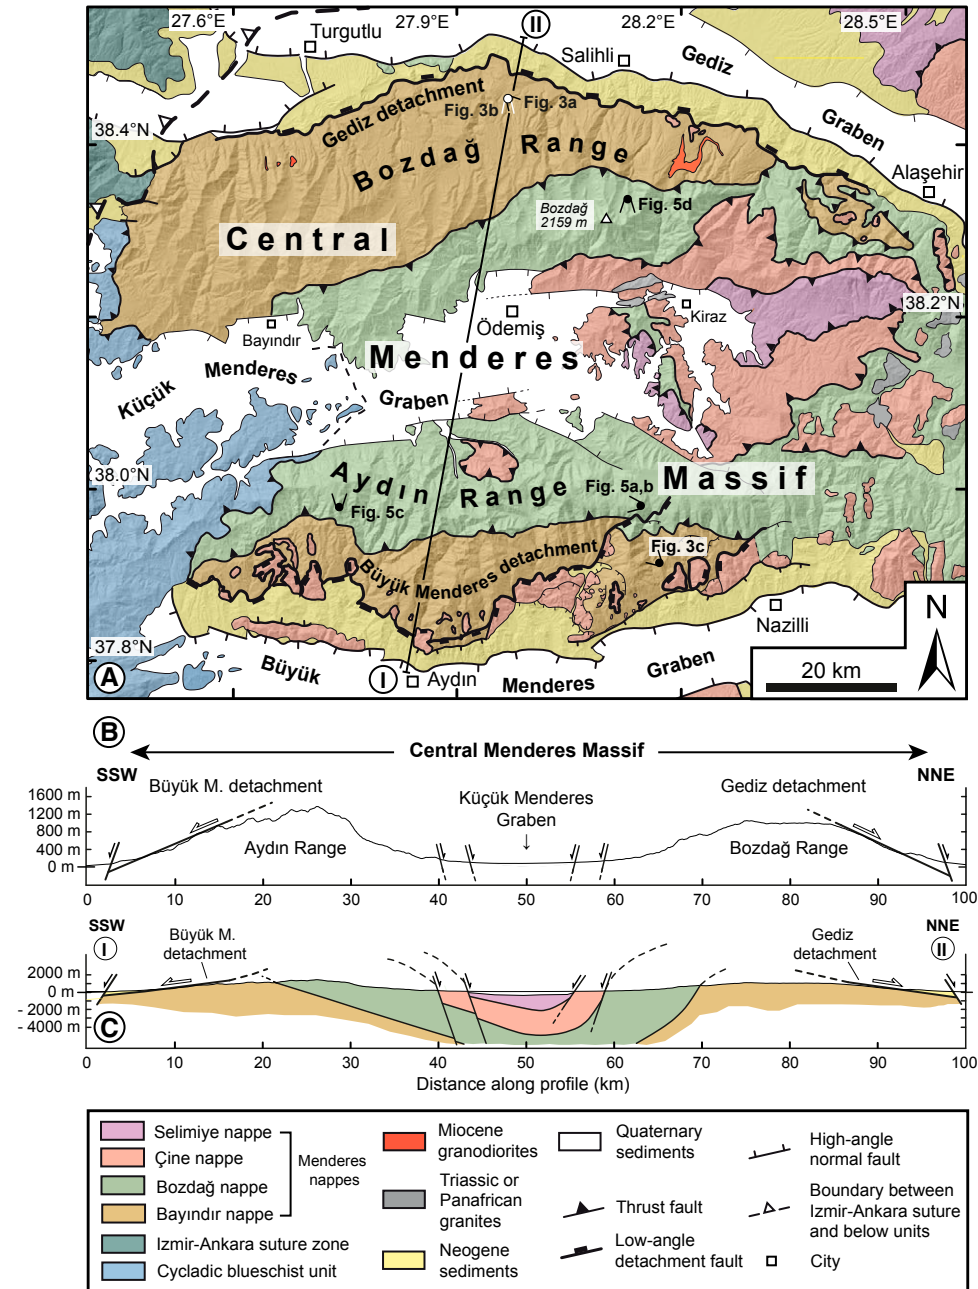 27.6°E
27.9°E
28.2°E
28.5°E
II
Turgutlu
Salihli
Gediz
Graben
Alaşehir
38.4°N
Gediz detachment
Fig. 3b
Fig. 3a
Bozdağ Range
Bozdağ
2159 m
Fig. 5d
Central
38.2°N
Bayındır
Ödemiş
Kiraz
Menderes
Küçük
Menderes
Graben
38.0°N
Aydın Range
Massif
Fig. 5a,b
Fig. 5c
Büyük Menderes detachment
Fig. 3c
37.8°N
Nazilli
N
A
Büyük
I
Aydın
Menderes
Graben
20 km
B
Central Menderes Massif
SSW
NNE
Büyük M. detachment
Gediz detachment
1600 m
1200 m
800 m
400 m
0 m
Küçük Menderes
Graben
Aydın Range
Bozdağ Range
0 10 20 30 40 50 60 70 80 90 100
SSW
NNE
I
II
Büyük M.
detachment
Gediz
detachment
2000 m
0 m
- 2000 m
- 4000 m
C
0 10 20 30 40 50 60 70 80 90 100
Distance along profile (km)
Selimiye nappe
Çine nappe
Bozdağ nappe
Bayındır nappe
Menderes
nappes
Izmir-Ankara suture zone
Cycladic blueschist unit
Miocene
granodiorites
Triassic or
Panafrican
granites
Neogene
sediments
Quaternary
sediments
Thrust fault
Low-angle
detachment fault
High-angle
normal fault
Boundary between
Izmir-Ankara suture
and below units
City